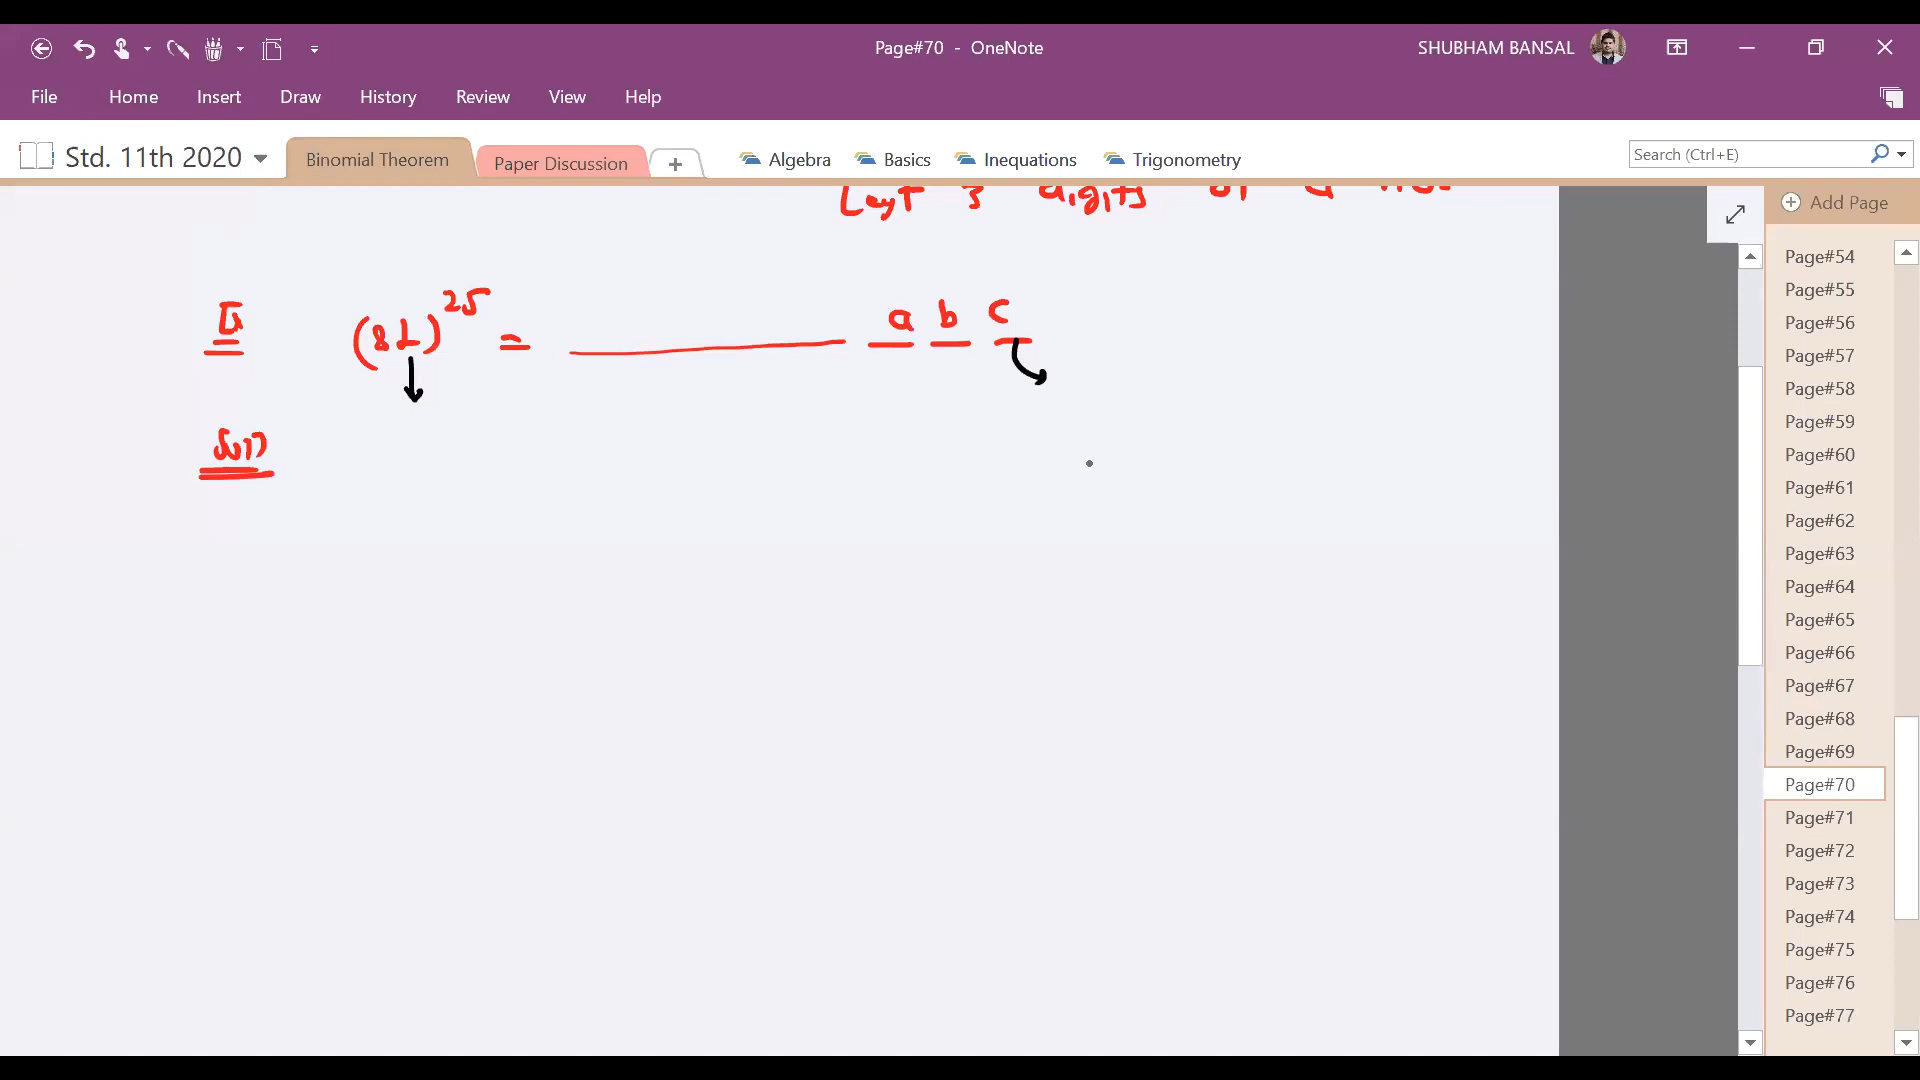 Page#70 - OneNote
SHUBHAM BANSAL
File Home Insert Draw History Review View Help
Std. 11th 2020 Binomial Theorem Paper Discussion + Algebra Basics Inequations Trigonometry Search (Ctrl+E)
Last 3 digits of a no.
Add Page
Page#54
Page#55
Page#56
Page#57
Page#58
Page#59
Page#60
Page#61
Page#62
Page#63
Page#64
Page#65
Page#66
Page#67
Page#68
Page#69
Page#70
Page#71
Page#72
Page#73
Page#74
Page#75
Page#76
Page#77
(81)^25 = _____ a b c
Soln